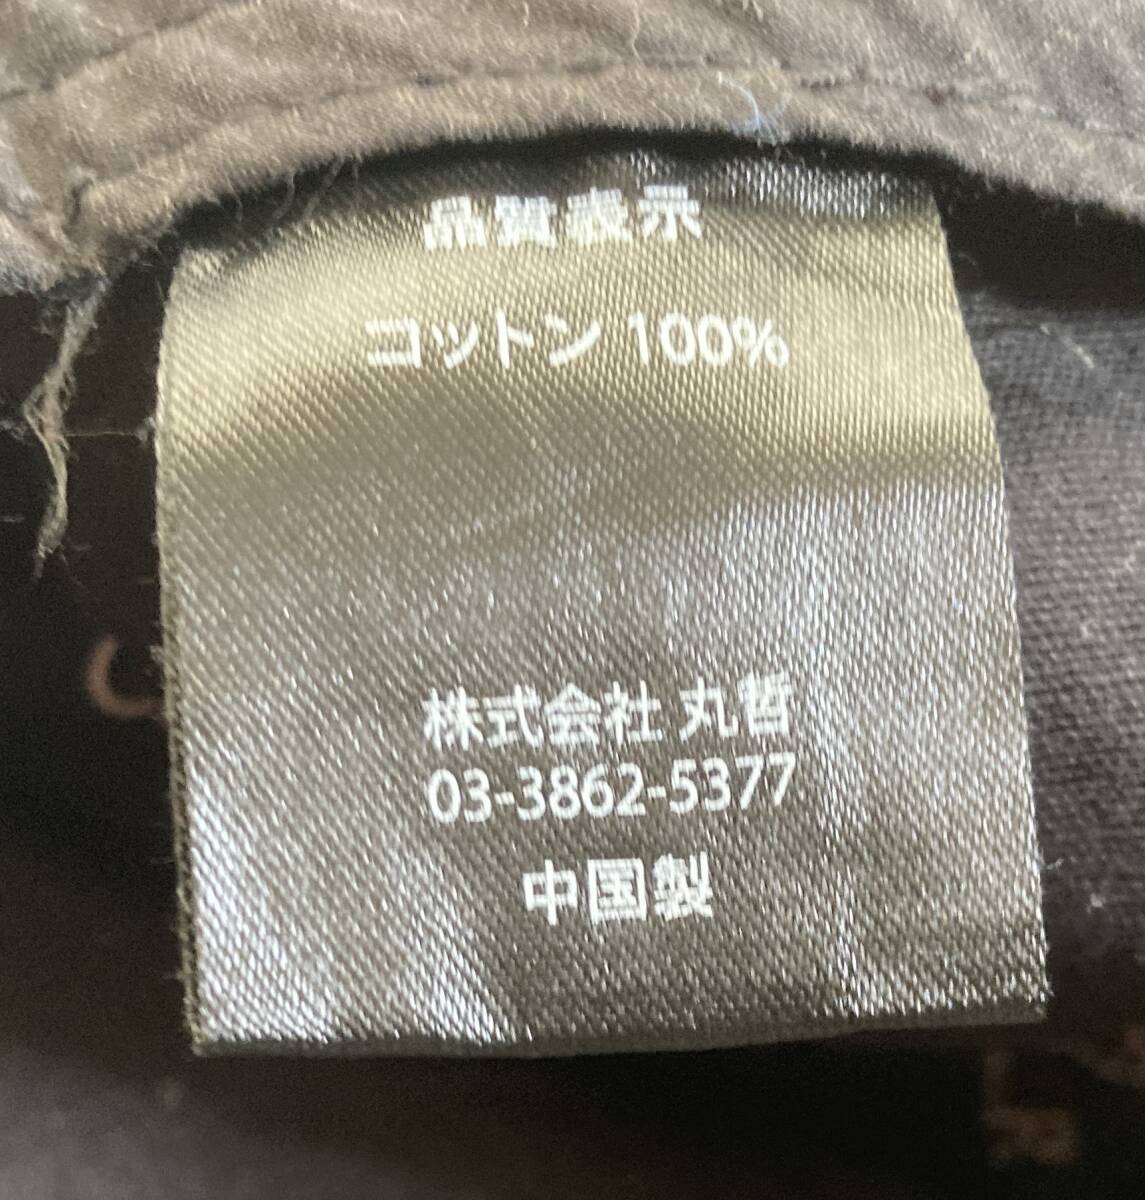 品質表示
コットン 100%
株式会社 丸哲
03-3862-5377
中国製